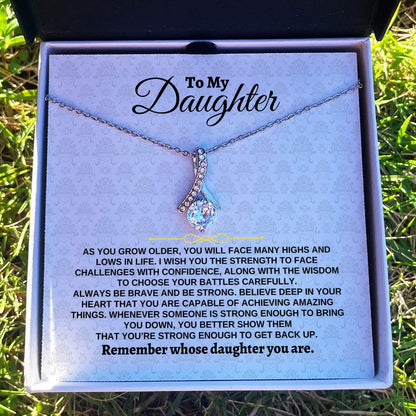 To My
Daughter
AS YOU GROW OLDER, YOU WILL FACE MANY HIGHS AND
LOWS IN LIFE. I WISH YOU THE STRENGTH TO FACE
CHALLENGES WITH CONFIDENCE, ALONG WITH THE WISDOM
TO CHOOSE YOUR BATTLES CAREFULLY.
ALWAYS BE BRAVE AND BE STRONG. BELIEVE DEEP IN YOUR
HEART THAT YOU ARE CAPABLE OF ACHIEVING AMAZING
THINGS. WHENEVER SOMEONE IS STRONG ENOUGH TO BRING
YOU DOWN, YOU BETTER SHOW THEM
THAT YOU'RE STRONG ENOUGH TO GET BACK UP.
Remember whose daughter you are.